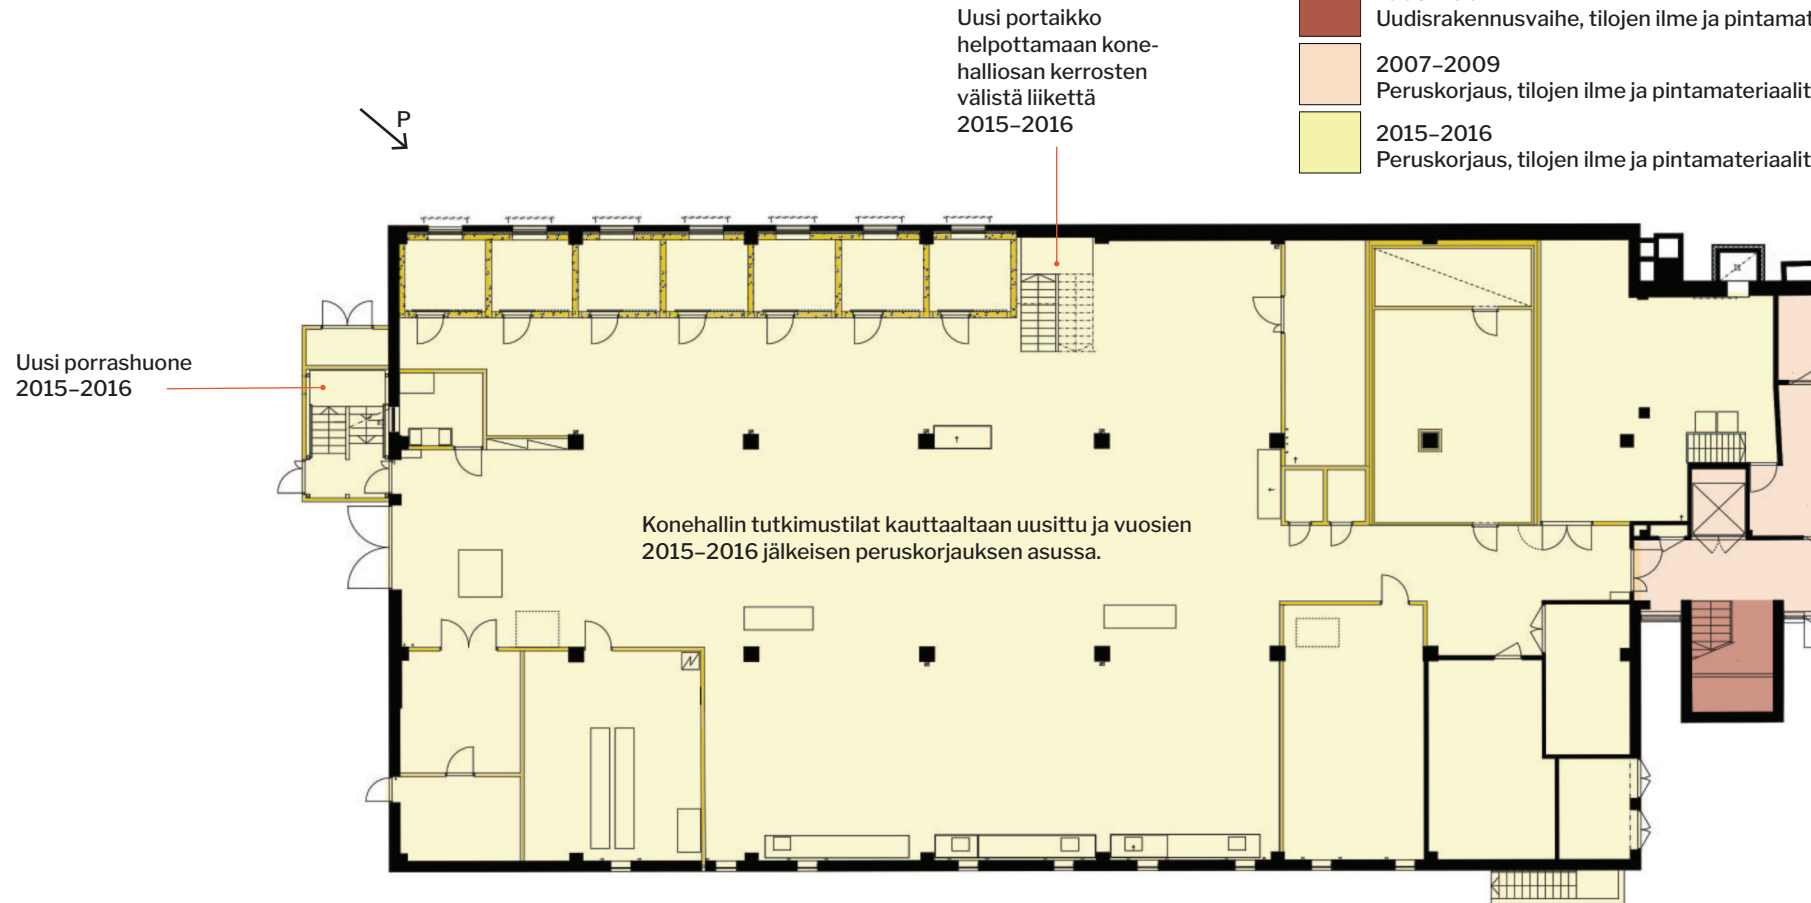 Uusi portaikko
helpottamaan kone-
halliosan kerrosten
välistä liikettä
2015–2016
Uudisrakennusvaihe, tilojen ilme ja
2007–2009
Peruskorjaus, tilojen ilme ja pintamateriaalit
2015–2016
Peruskorjaus, tilojen ilme ja pintamateriaalit
P
Uusi porrashuone
2015–2016
Konehallin tutkimustilat kauttaaltaan uusittu ja vuosien
2015–2016 jälkeisen peruskorjauksen asussa.